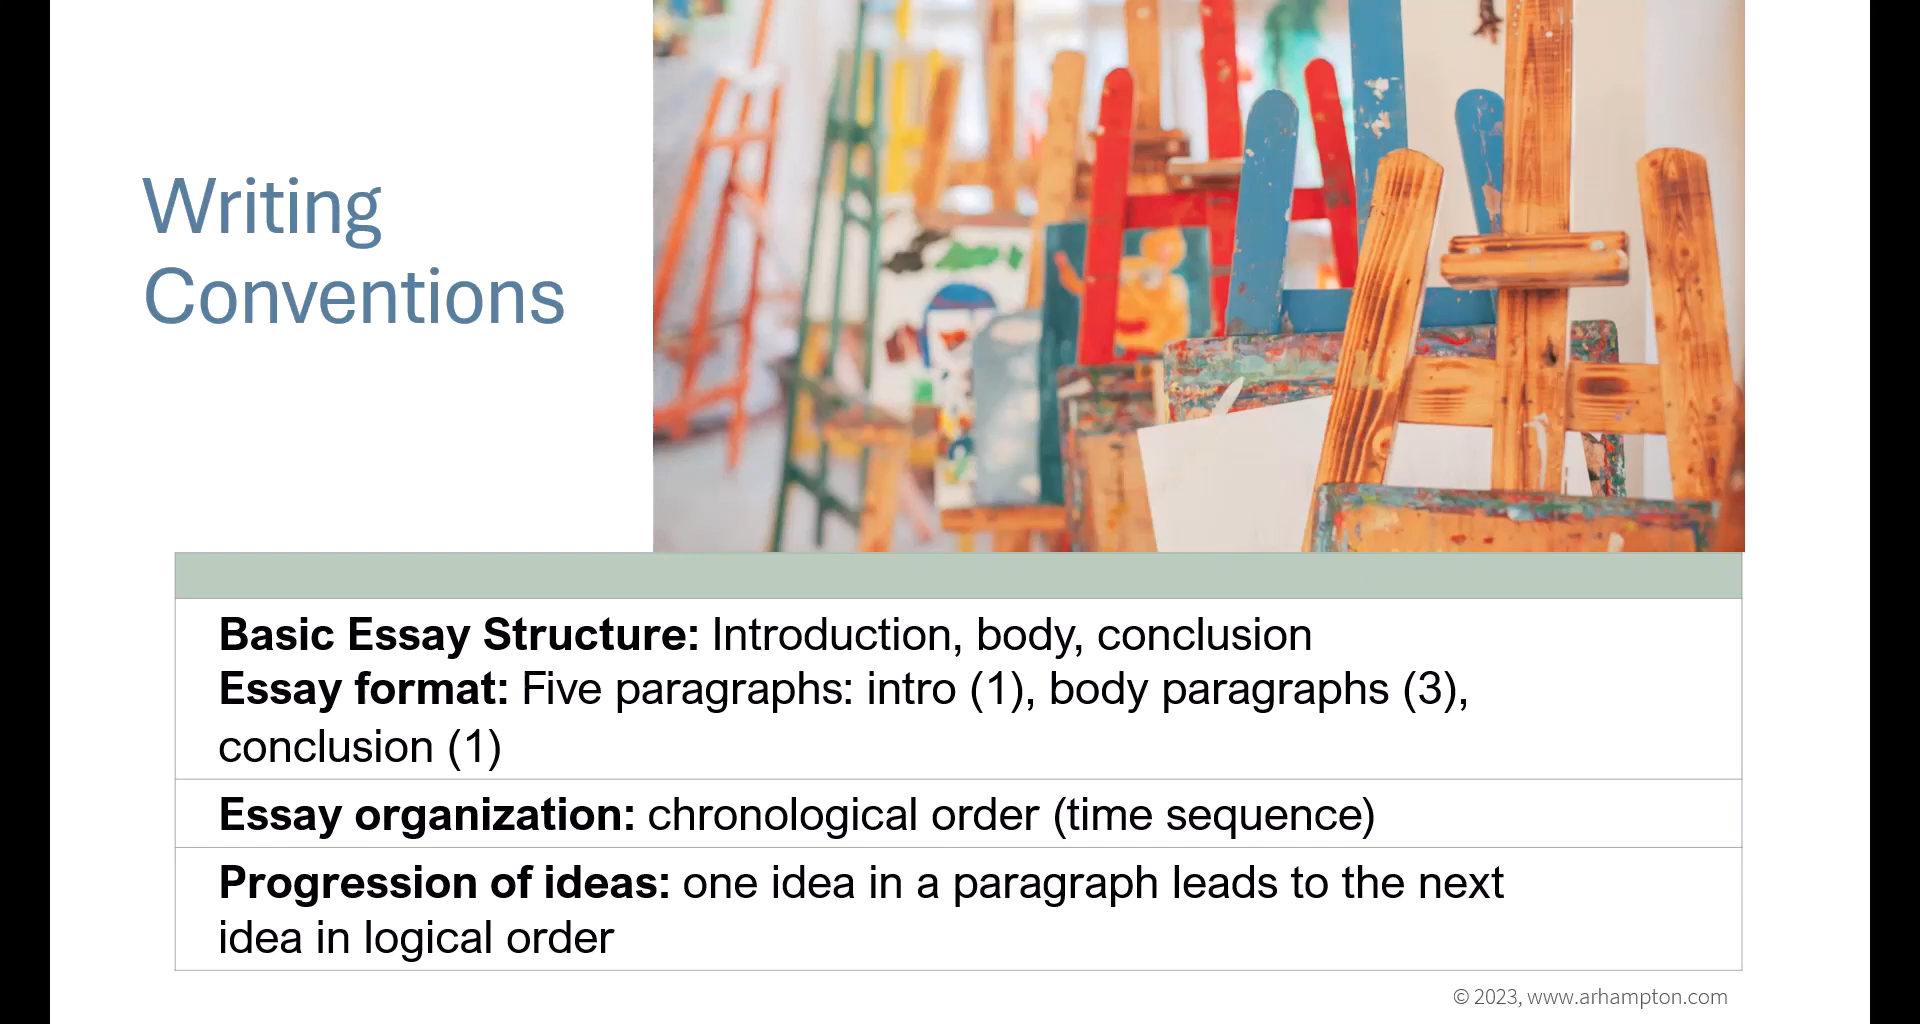 Writing
Conventions
Basic Essay Structure: Introduction, body, conclusion
Essay format: Five paragraphs: intro (1), body paragraphs (3),
conclusion (1)
Essay organization: chronological order (time sequence)
Progression of ideas: one idea in a paragraph leads to the next
idea in logical order
© 2023, www.arhampton.com